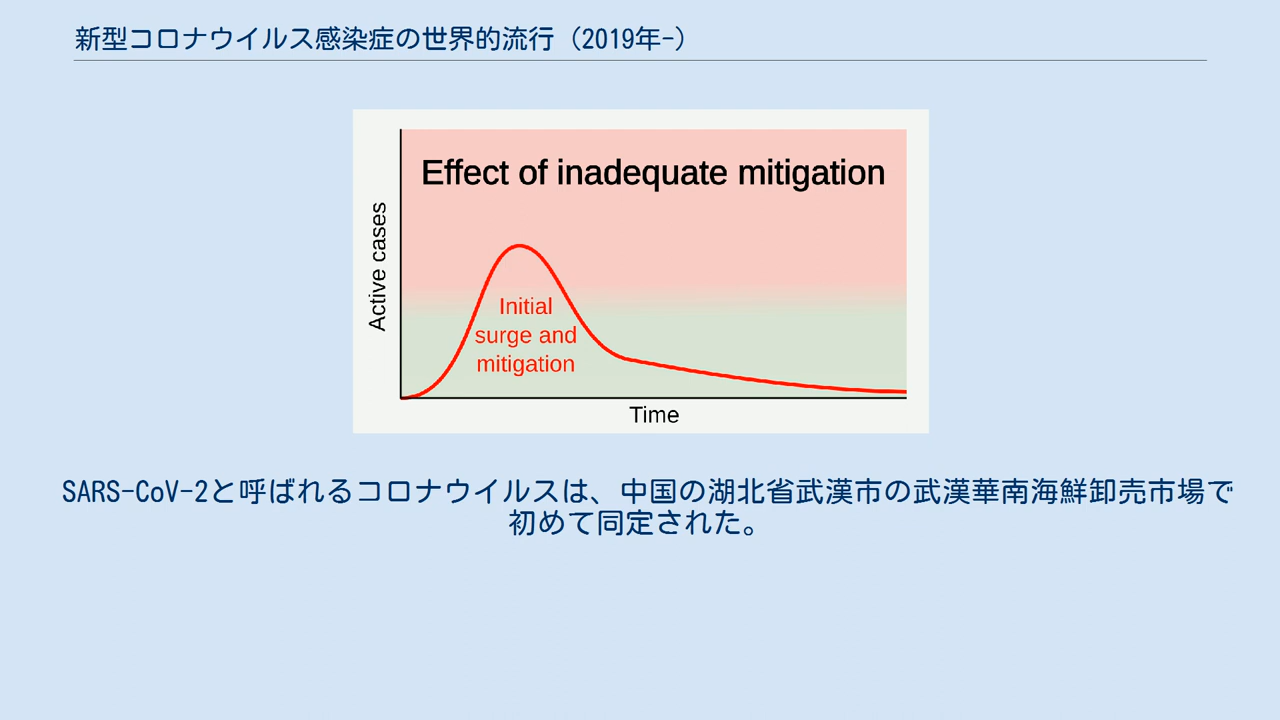 新型コロナウイルス感染症の世界的流行（2019年-）
Effect of inadequate mitigation
Active cases
Initial
surge and
mitigation
Time
SARS-CoV-2と呼ばれるコロナウイルスは、中国の湖北省武漢市の武漢華南海鮮卸売市場で
初めて同定された。